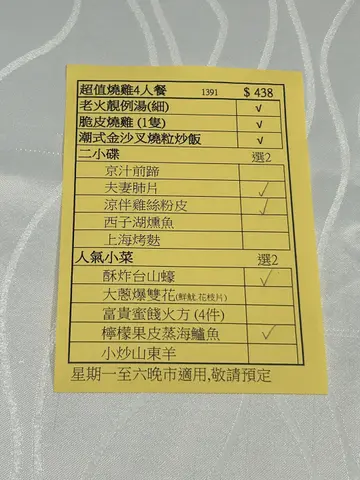 超值燒雞4人餐 1391 $ 438
老火靚例湯(細) ✓
脆皮燒雞 (1隻) ✓
潮式金沙叉燒粒炒飯 ✓
二小碟 選2
京汁前蹄
夫妻肺片 ✓
涼伴雞絲粉皮 ✓
西子湖燻魚
上海烤麩
人氣小菜 選2
酥炸台山蠔 ✓
大蔥爆雙花(鮮魷,花枝片)
富貴蜜餞火方 (4件)
檸檬果皮蒸海鱸魚 ✓
小炒山東羊
星期一至六晚市適用,敬請預定